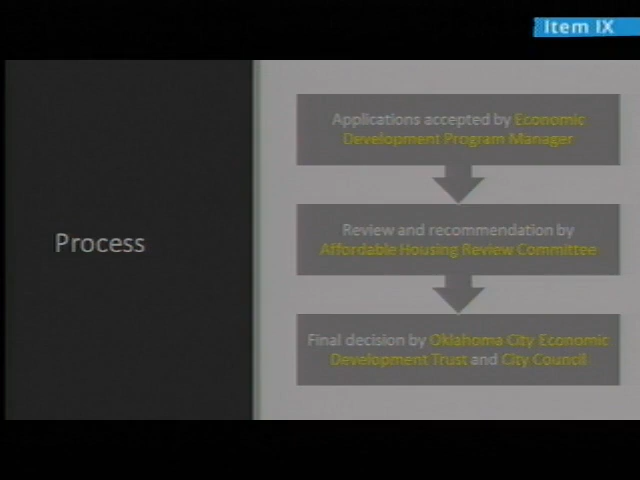 Item IX
Process
Applications accepted by Economic
Development Program Manager
Review and recommendation by
Affordable Housing Review Committee
Final decision by Oklahoma City Economic
Development Trust and City Council